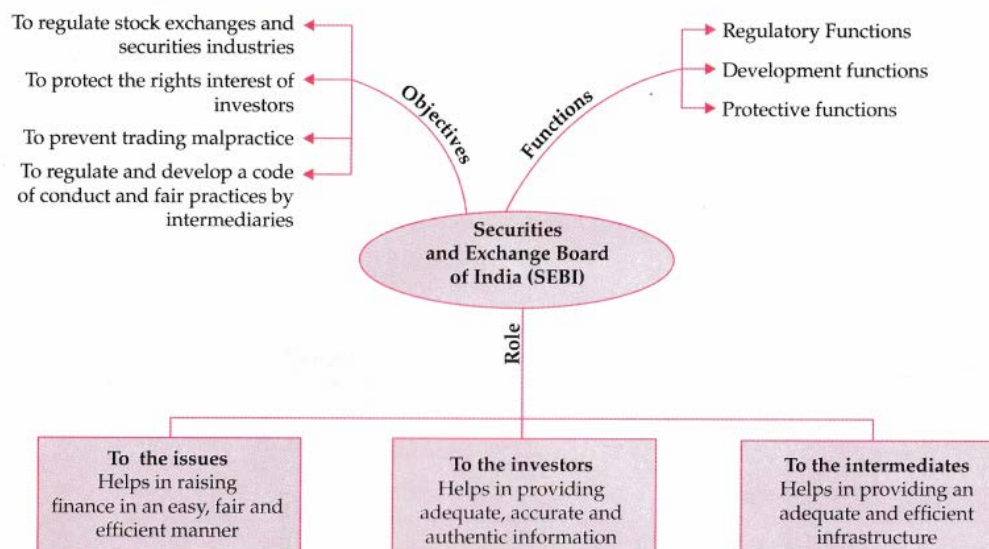 To regulate stock exchanges and
securities industries
To protect the rights interest of
investors
To prevent trading malpractice
To regulate and develop a code
of conduct and fair practices by
intermediaries
Objectives
Functions
Regulatory Functions
Development functions
Protective functions
Securities
and Exchange Board
of India (SEBI)
Role
To the issues
Helps in raising
finance in an easy, fair and
efficient manner
To the investors
Helps in providing
adequate, accurate and
authentic information
To the intermediates
Helps in providing an
adequate and efficient
infrastructure